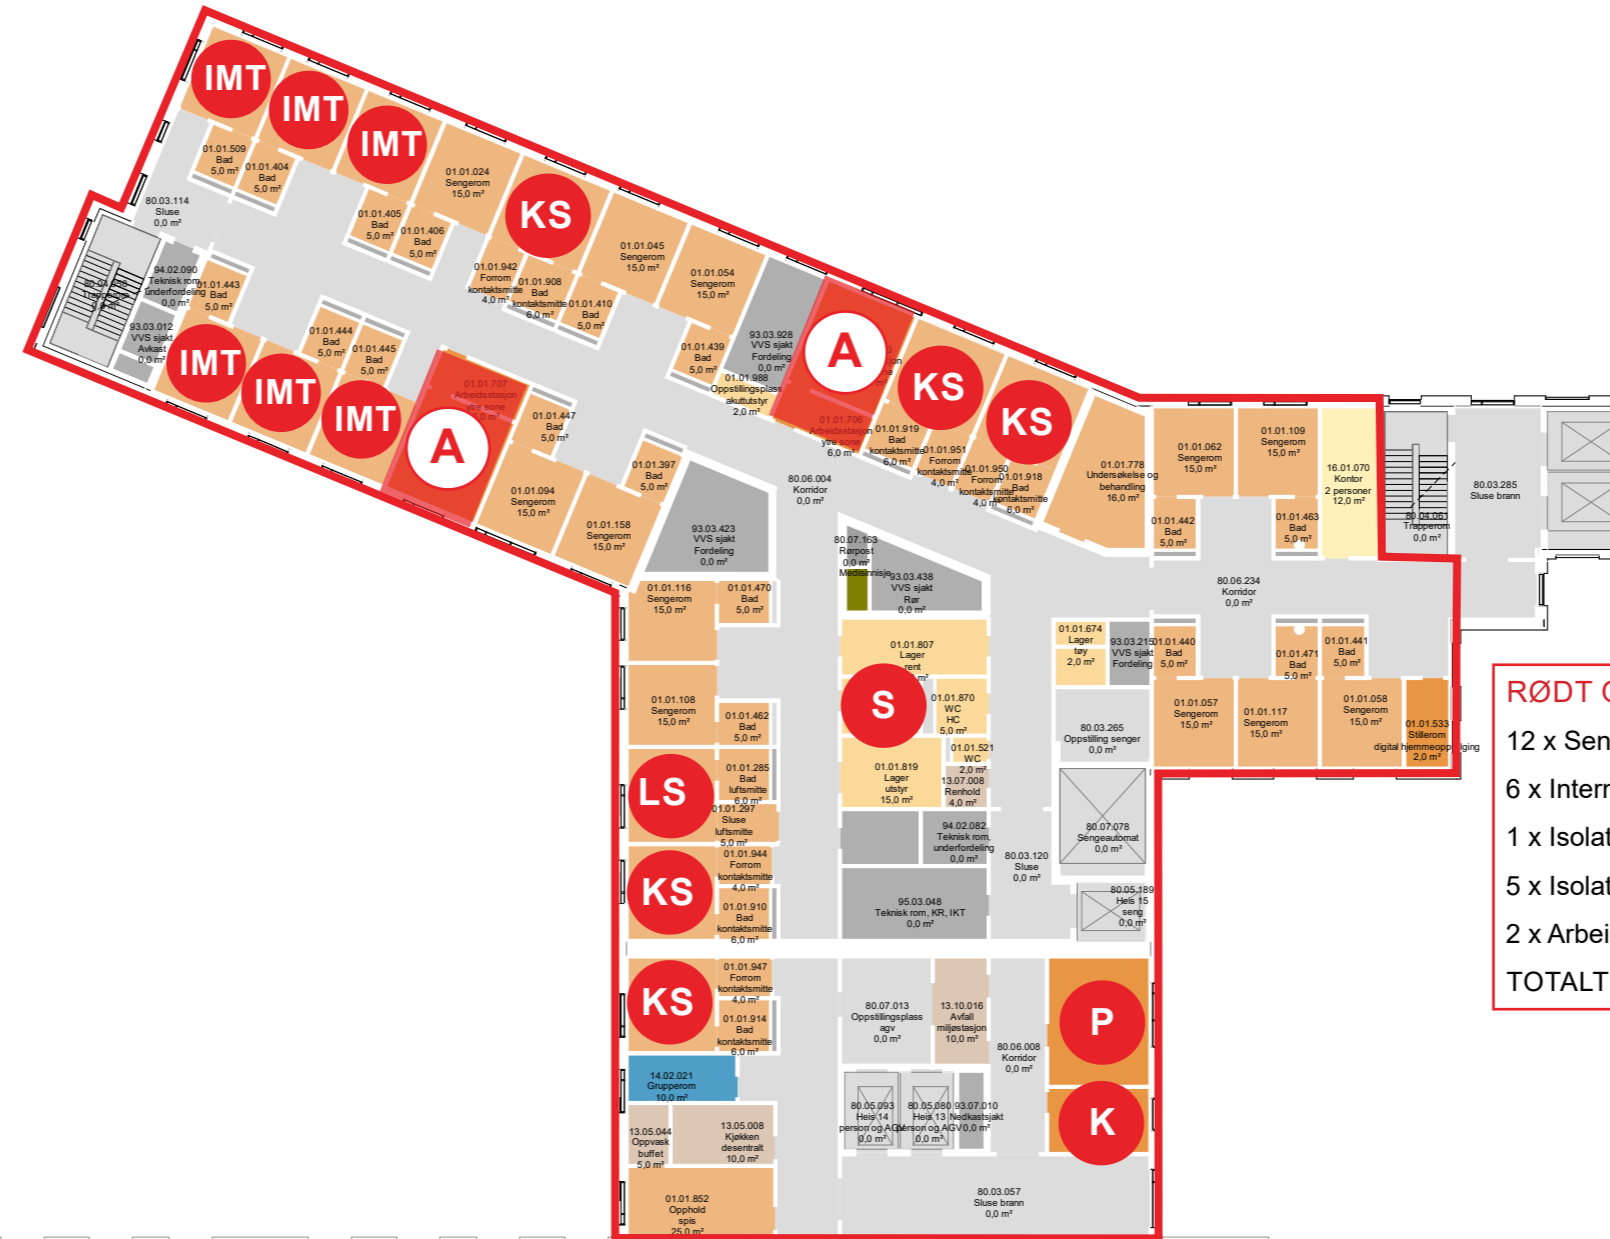 IMT
IMT
IMT
01.01.509
Bad
5,0 m²
01.01.404
Bad
5,0 m²
01.01.024
Sengerom
15,0 m²
80.03.114
Sluse
0,0 m²
01.01.405
Bad
5,0 m²
01.01.406
Bad
5,0 m²
KS
01.01.045
Sengerom
15,0 m²
01.01.054
Sengerom
15,0 m²
94.02.090
Teknisk rom,
underfordeling
0,0 m²
01.01.443
Bad
5,0 m²
01.01.942
Forrom
kontaktsmitte
4,0 m²
01.01.908
Bad
kontaktsmitte
6,0 m²
01.01.410
Bad
5,0 m²
Trapperom
93.03.012
VVS sjakt
Avkast
0,0 m²
01.01.444
Bad
5,0 m²
01.01.445
Bad
5,0 m²
IMT
IMT
IMT
01.01.439
Bad
5,0 m²
93.03.928
VVS sjakt
Fordeling
0,0 m²
01.01.988
Oppstillingsplass
akuttutstyr
2,0 m²
A
KS
KS
01.01.707
Arbeidsstasjon
ytre sone
A
01.01.447
Bad
5,0 m²
01.01.706
Arbeidsstasjon
ytre sone
6,0 m²
01.01.919
Bad
kontaktsmitte
6,0 m²
01.01.951
Forrom
kontaktsmitte
4,0 m²
01.01.950
Forrom
kontaktsmitte
4,0 m²
01.01.918
Bad
kontaktsmitte
6,0 m²
01.01.397
Bad
5,0 m²
01.01.094
Sengerom
15,0 m²
01.01.158
Sengerom
15,0 m²
80.06.004
Korridor
0,0 m²
01.01.778
Undersøkelse og
behandling
16,0 m²
01.01.062
Sengerom
15,0 m²
01.01.109
Sengerom
15,0 m²
16.01.070
Kontor
2 personer
12,0 m²
80.03.285
Sluse brann
0,0 m²
80.04.061
Trapperom
0,0 m²
01.01.442
Bad
5,0 m²
01.01.463
Bad
5,0 m²
93.03.423
VVS sjakt
Fordeling
0,0 m²
80.07.163
Rørpost
0,0 m²
Medisinnisje
93.03.438
VVS sjakt
Rør
0,0 m²
80.06.234
Korridor
0,0 m²
01.01.116
Sengerom
15,0 m²
01.01.470
Bad
5,0 m²
01.01.807
Lager
rent
01.01.674
Lager
tøy
2,0 m²
93.03.215
VVS sjakt
Fordeling
01.01.440
Bad
5,0 m²
01.01.471
Bad
5,0 m²
01.01.441
Bad
5,0 m²
01.01.108
Sengerom
15,0 m²
01.01.462
Bad
5,0 m²
S
01.01.870
WC
HC
5,0 m²
80.03.265
Oppstilling senger
0,0 m²
01.01.057
Sengerom
15,0 m²
01.01.117
Sengerom
15,0 m²
01.01.058
Sengerom
15,0 m²
01.01.533
Stillerom
2,0 m²
LS
01.01.285
Bad
luftsmitte
6,0 m²
01.01.297
Sluse
luftsmitte
5,0 m²
01.01.819
Lager
utstyr
15,0 m²
01.01.521
WC
2,0 m²
13.07.008
Renhold
4,0 m²
94.02.082
Teknisk rom,
underfordeling
0,0 m²
80.07.078
Sengeautomat
0,0 m²
80.03.120
Sluse
0,0 m²
KS
01.01.944
Forrom
kontaktsmitte
4,0 m²
01.01.910
Bad
kontaktsmitte
6,0 m²
95.03.048
Teknisk rom, KR, IKT
0,0 m²
80.05.189
Heis 15
seng
0,0 m²
KS
01.01.947
Forrom
kontaktsmitte
4,0 m²
01.01.914
Bad
kontaktsmitte
6,0 m²
80.07.013
Oppstillingsplass
agv
0,0 m²
13.10.016
Avfall
miljøstasjon
10,0 m²
80.06.008
Korridor
0,0 m²
P
14.02.021
Grupperom
10,0 m²
80.05.093
Heis 14
person og AGV
0,0 m²
80.05.080
Heis 13
person og AGV
0,0 m²
93.07.010
Nedkastsjakt
0,0 m²
K
13.05.044
Oppvask
buffet
5,0 m²
13.05.008
Kjøkken
desentralt
10,0 m²
01.01.852
Opphold
spis
25,0 m²
80.03.057
Sluse brann
0,0 m²
RØDT
12 x Sen
6 x Inter
1 x Isolat
5 x Isolat
2 x Arbei
TOTALT